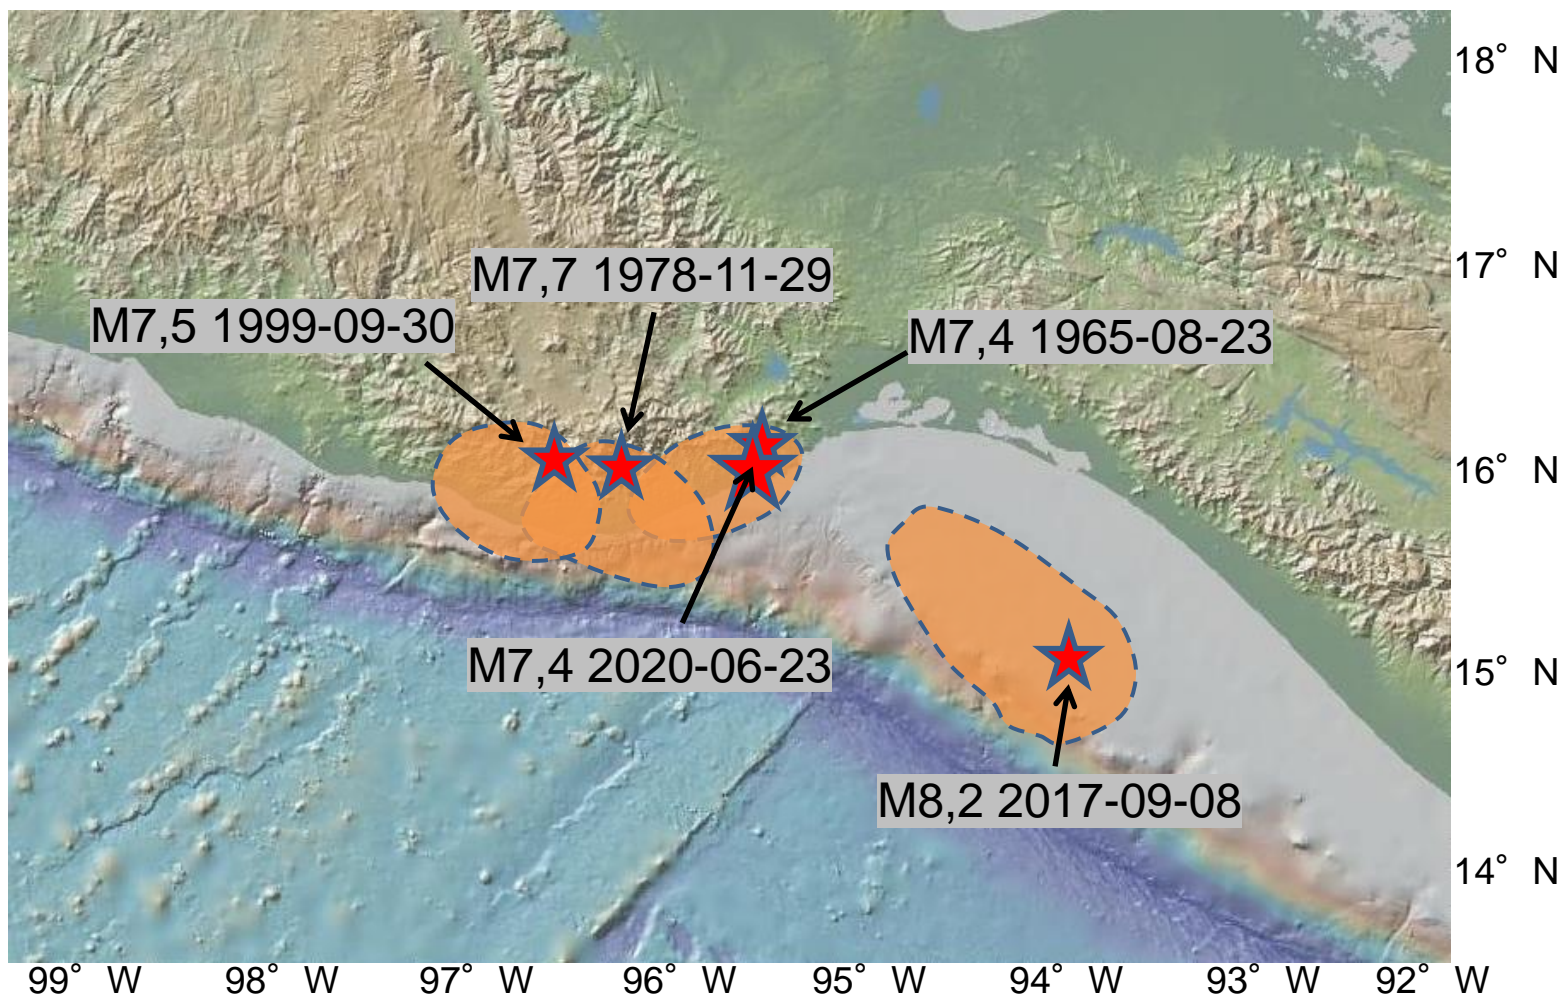 18° N
17° N
M7,7 1978-11-29
M7,5 1999-09-30
M7,4 1965-08-23
16° N
M7,4 2020-06-23
15° N
M8,2 2017-09-08
14° N
99° W 98° W 97° W 96° W 95° W 94° W 93° W 92° W